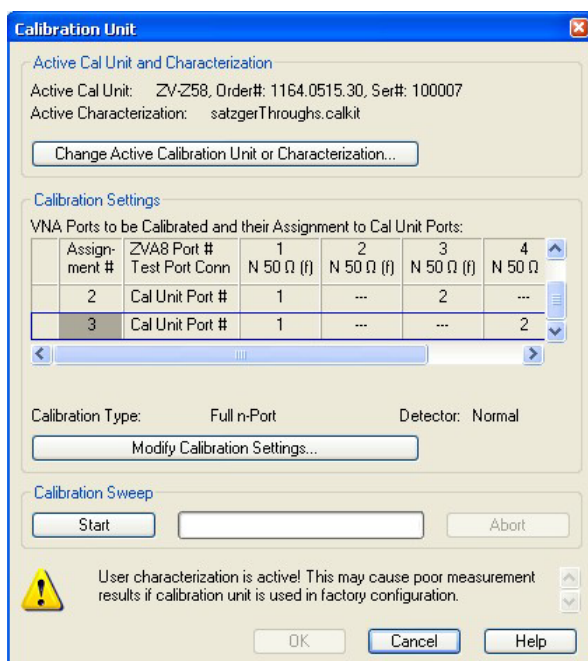 Calibration Unit
Active Cal Unit and Characterization
Active Cal Unit: ZV-Z58, Order#: 1164.0515.30, Ser#: 100007
Active Characterization: satzgerThroughs.calkit
Change Active Calibration Unit or Characterization...
Calibration Settings
VNA Ports to be Calibrated and their Assignment to Cal Unit Ports:
Assign- ZVA8 Port # 1 2 3 4
ment # Test Port Conn N 50 Ω (f) N 50 Ω (f) N 50 Ω (f) N 50 Ω
2 Cal Unit Port # 1 --- 2 ---
3 Cal Unit Port # 1 --- --- 2
Calibration Type: Full n-Port Detector: Normal
Modify Calibration Settings...
Calibration Sweep
Start Abort
User characterization is active! This may cause poor measurement
results if calibration unit is used in factory configuration.
OK Cancel Help